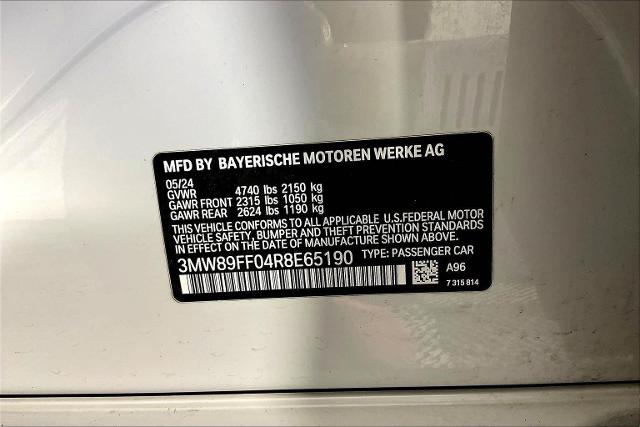 MFD BY BAYERISCHE MOTOREN WERKE AG
05/24
GVWR 4740 lbs 2150 kg
GAWR FRONT 2315 lbs 1050 kg
GAWR REAR 2624 lbs 1190 kg
THIS VEHICLE CONFORMS TO ALL APPLICABLE U.S.FEDERAL MOTOR
VEHICLE SAFETY, BUMPER AND THEFT PREVENTION STANDARDS
IN EFFECT ON THE DATE OF MANUFACTURE SHOWN ABOVE.
3MW89FF04R8E65190 TYPE: PASSENGER CAR
A96
7 315 814